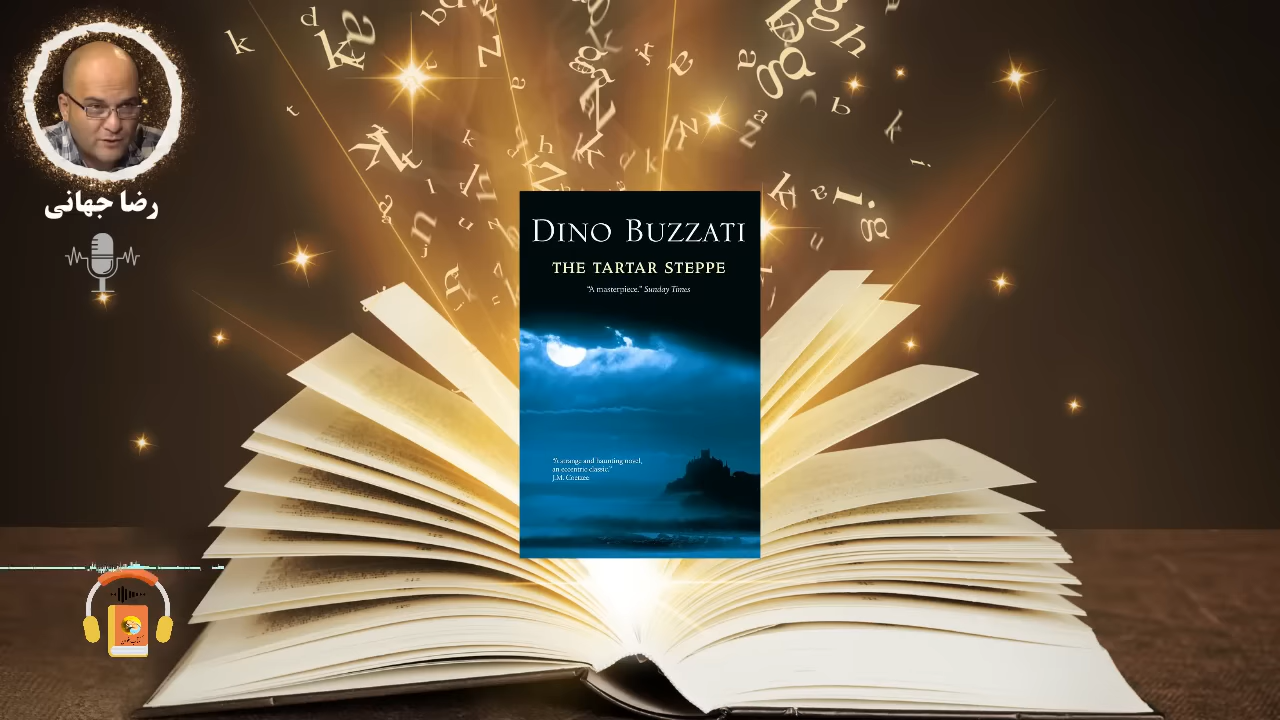 رضا جهانی
DINO BUZZATI
THE TARTAR STEPPE
“A masterpiece.” Sunday Times
“A strange and haunting novel,
an eccentric classic.”
J.M. Coetzee